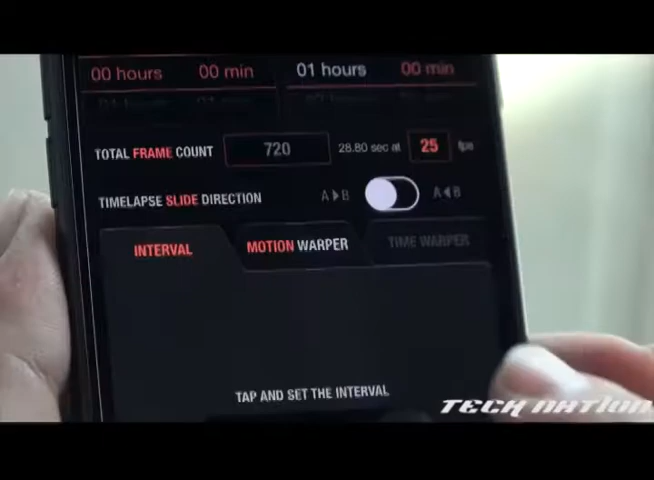 00 hours 00 min 01 hours 00 min
TOTAL FRAME COUNT 720 28.80 sec at 25 fps
TIMELAPSE SLIDE DIRECTION A▶B A◀B
INTERVAL MOTION WARPER TIME WARPER
TAP AND SET THE INTERVAL
TECK NATION